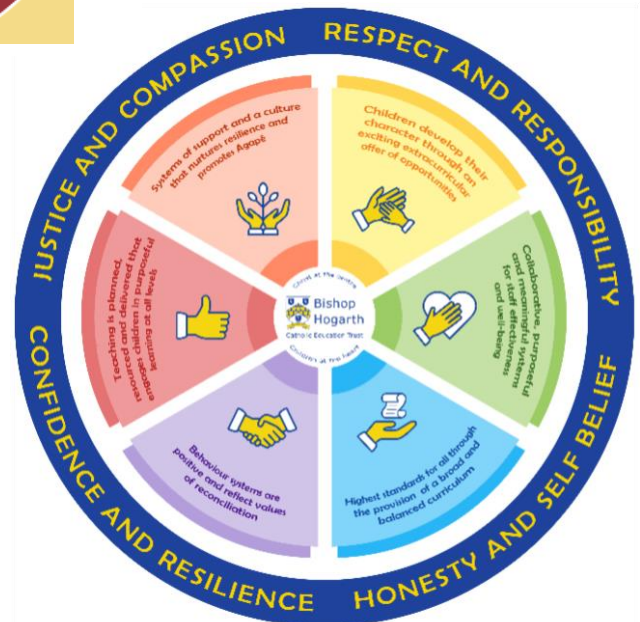 JUSTICE AND COMPASSION
RESPECT AND RESPONSIBILITY
HONESTY AND SELF BELIEF
CONFIDENCE AND RESILIENCE
Systems of support and a culture
that nurtures resilience and
promotes Agapé
Children develop their
character through an
exciting extracurricular
offer of opportunities
Collaborative, purposeful
and meaningful systems
for staff effectiveness
and well-being
Highest standards for all through
the provision of a broad and
balanced curriculum
Behaviour systems are
positive and reflect values
of reconciliation
Teaching is planned,
resourced and delivered that
engages children in purposeful
learning at all levels
Christ at the centre
Bishop
Hogarth
Catholic Education Trust
Children at the heart